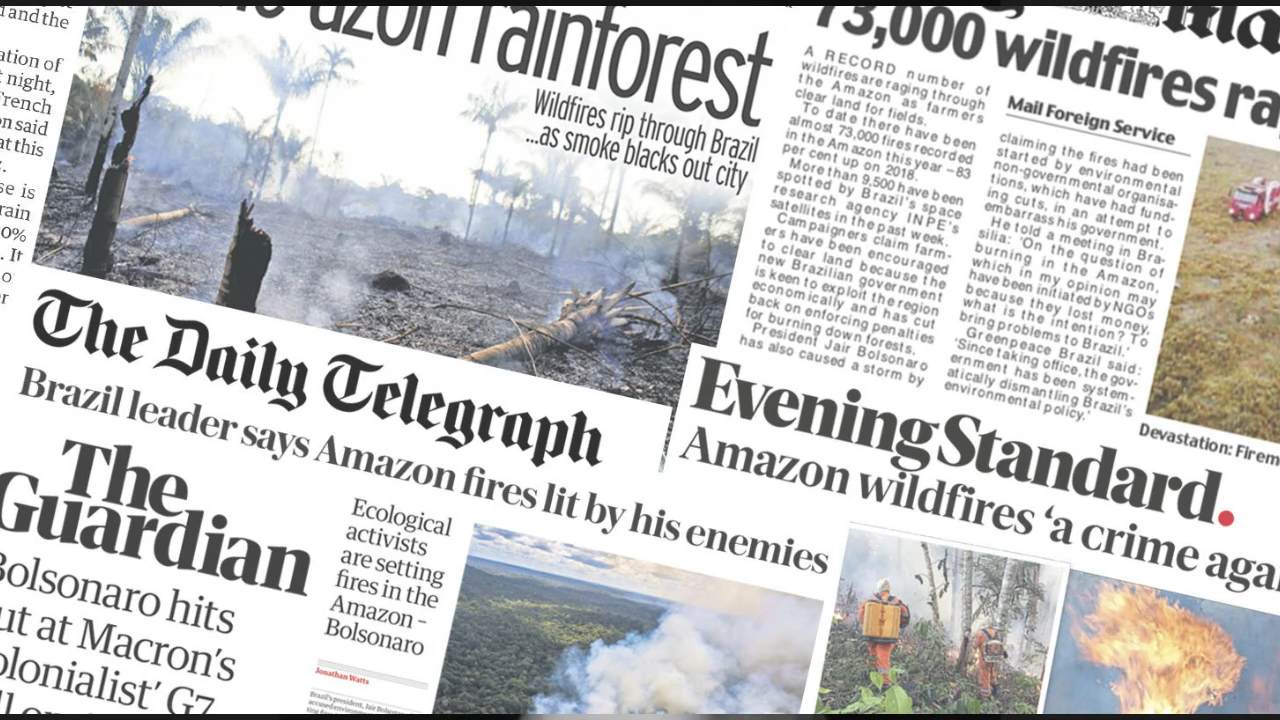 d and the
ation of
t night,
French
on said
at this
se is
rain
0%
. It
azon rainforest
Wildfires rip through Brazil
...as smoke blacks out city
73,000 wildfires ra
A RECORD number of
wildfires are raging through
the Amazon as farmers
clear land for fields.
To date there have been
almost 73,000 fires recorded
in the Amazon this year – 83
per cent up on 2018.
More than 9,500 have been
spotted by Brazil's space
research agency INPE's
satellites in the past week.
Campaigners claim farm-
ers have been encouraged
to clear land because the
new Brazilian government
is keen to exploit the region
economically and has cut
back on enforcing penalties
for burning down forests.
President Jair Bolsonaro
has also caused a storm by
Mail Foreign Service
claiming the fires had been
started by environmental
non-governmental organisa-
tions, which have had fund-
ing cuts, in an attempt to
embarrass his government.
He told a meeting in Bra-
silia: 'On the question of
burning in the Amazon,
which in my opinion may
have been initiated by NGOs
because they lost money,
what is the intention? To
bring problems to Brazil.'
Greenpeace Brazil said:
'Since taking office, the gov-
ernment has been system-
atically dismantling Brazil's
environmental policy.'
Devastation: Firem
The Daily Telegraph
Brazil leader says Amazon fires lit by his enemies
Evening Standard.
Amazon wildfires 'a crime aga
The
Guardian
Bolsonaro hits
ut at Macron's
olonialist' G7
Ecological
activists
are setting
fires in the
Amazon –
Bolsonaro
Jonathan Watts
Brazil's president, Jair Bolson